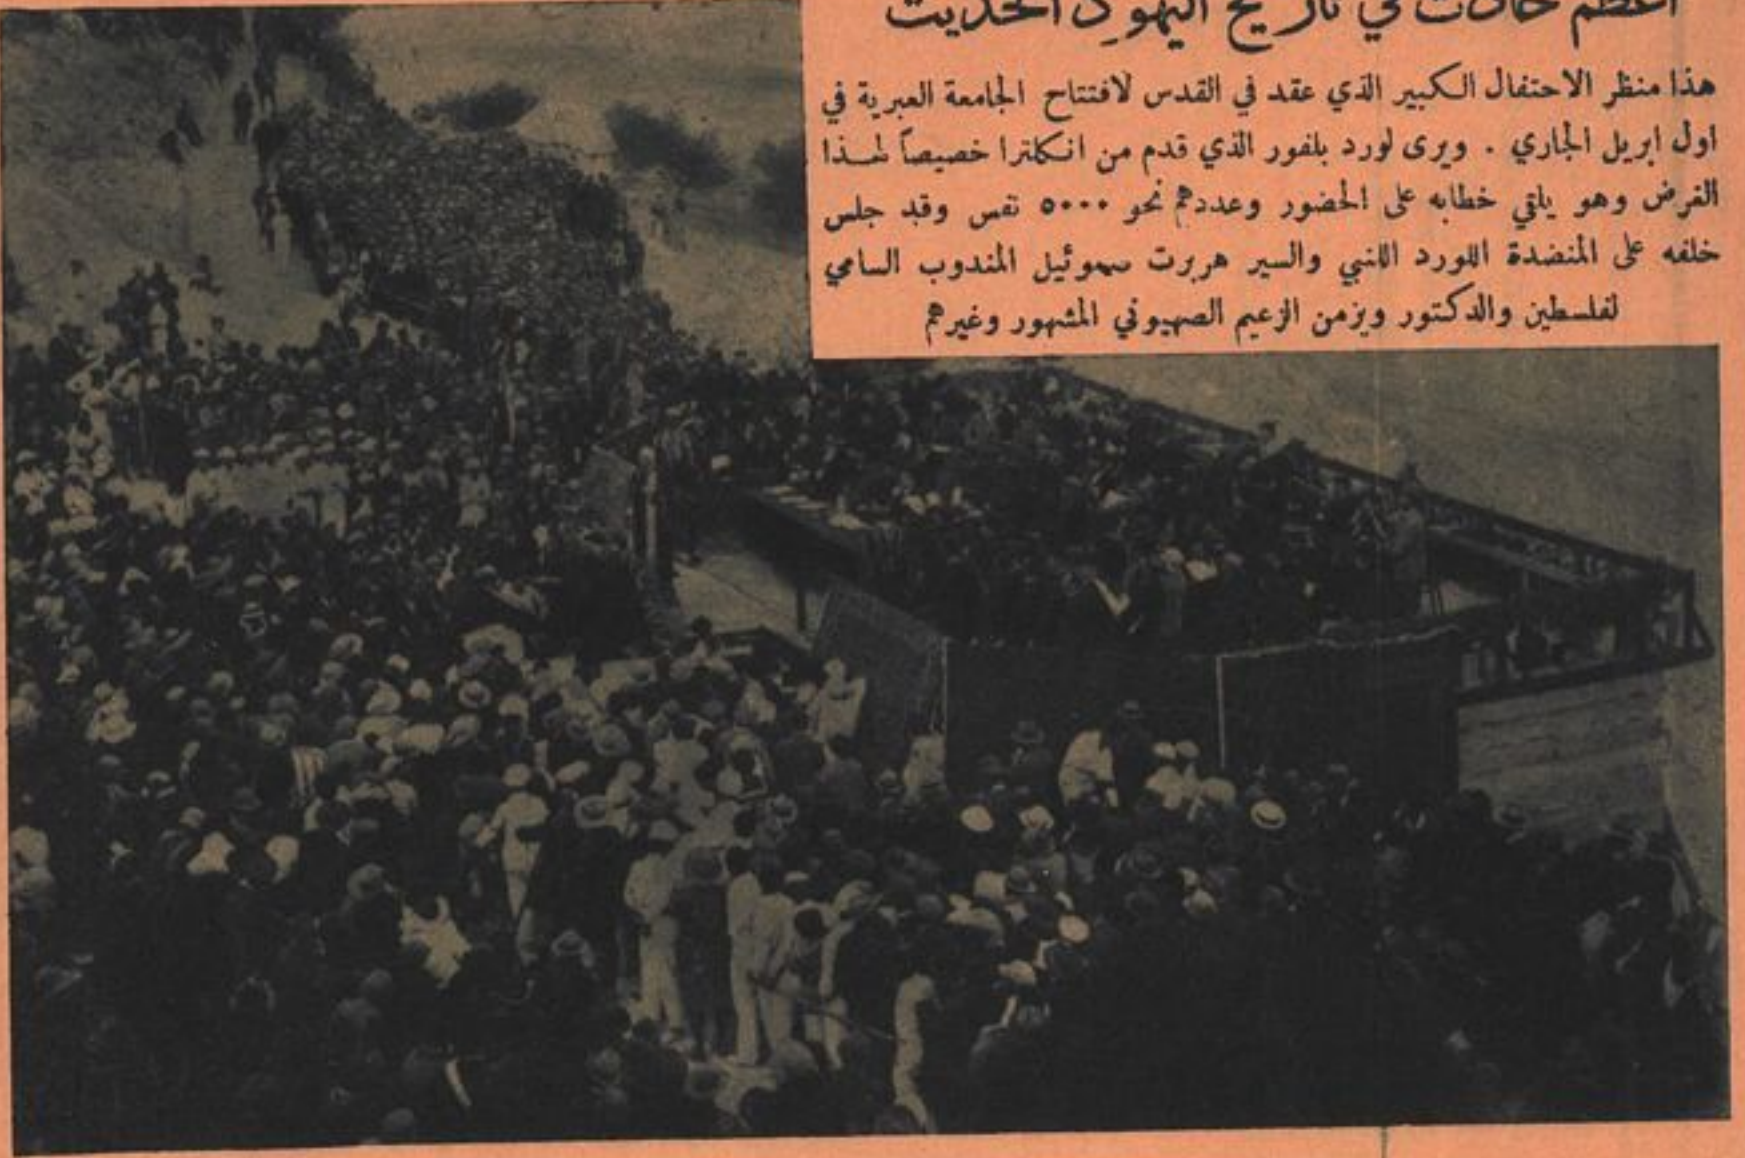 اعظم حادث في تاريخ اليهود الحديث
هذا منظر الاحتفال الكبير الذي عقد في القدس لافتتاح الجامعة العبرية في
اول ابريل الجاري . ويرى لورد بلفور الذي قدم من انكلترا خصيصاً لهذا
الغرض وهو يلقي خطابه على الحضور وعددهم نحو ٥٠٠٠ نفس وقد جلس
خلفه على المنضدة اللورد اللنبي والسير هربرت صموئيل المندوب السامي
لفلسطين والدكتور ويزمن الزعيم الصهيوني المشهور وغيرهم